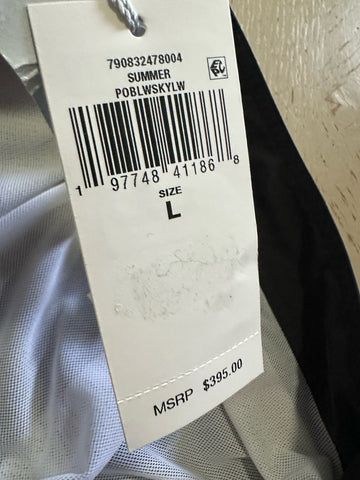 790832478004
SUMMER
POBLWSKYLW
1 97748 41186 8
SIZE
L
MSRP $395.00